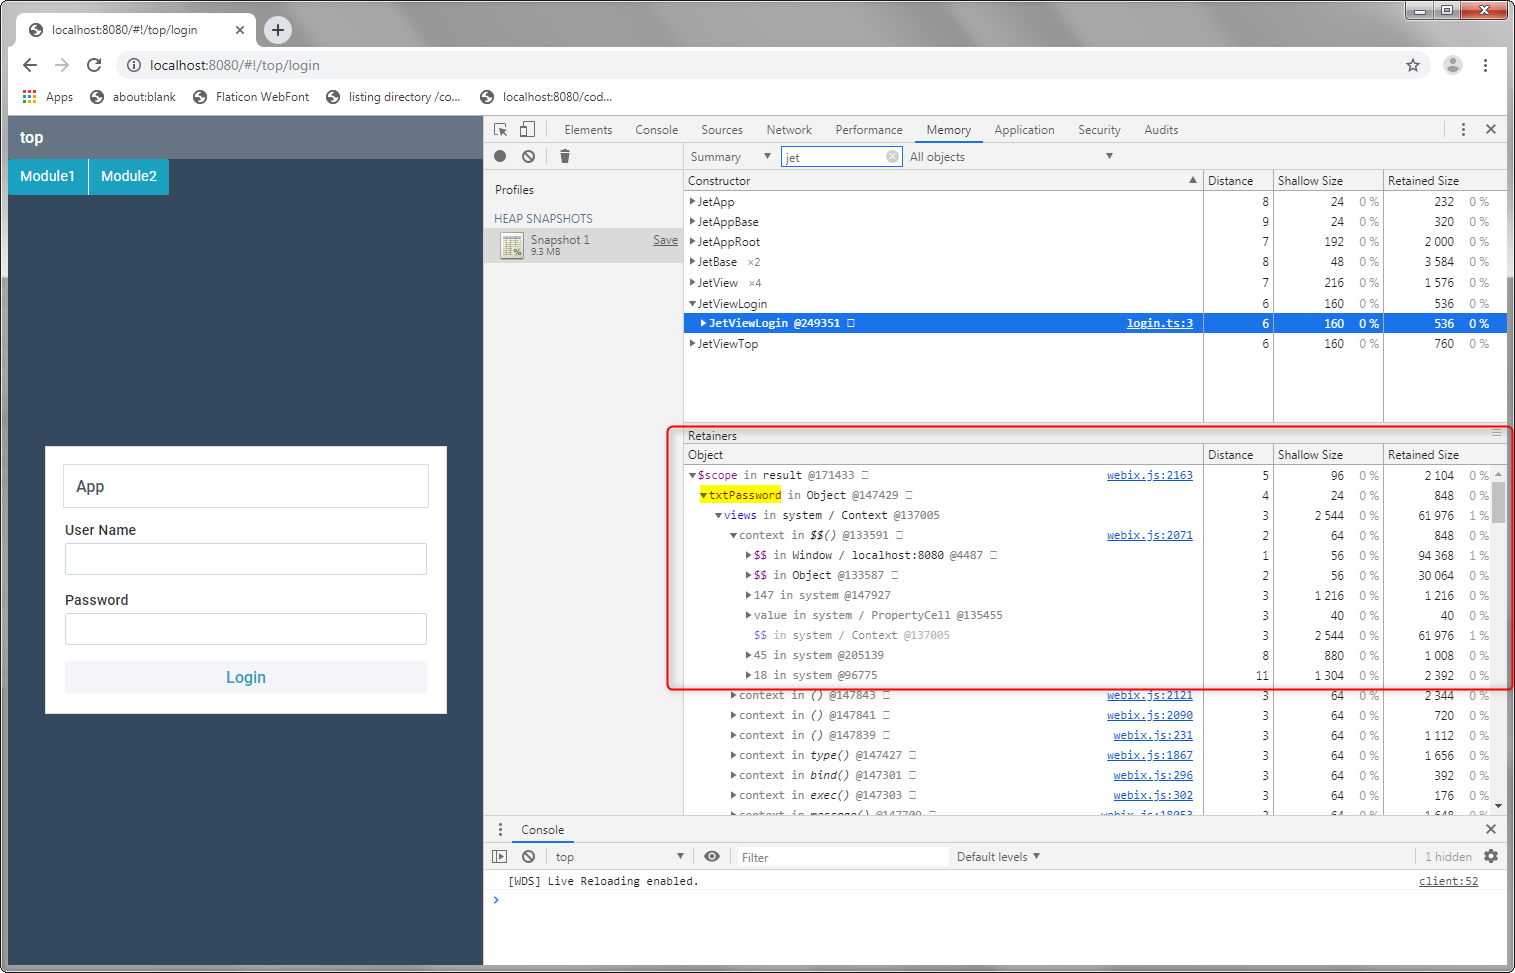 localhost:8080/#!/top/login
localhost:8080/#!/top/login
Apps about:blank Flaticon WebFont listing directory /co... localhost:8080/cod...
top
Module1 Module2
App
User Name
Password
Login
Elements Console Sources Network Performance Memory Application Security Audits
Summary jet All objects
Profiles
HEAP SNAPSHOTS
Snapshot 1 Save
9.3 MB
Constructor Distance Shallow Size Retained Size
JetApp 8 24 0 % 232 0 %
JetAppBase 9 24 0 % 320 0 %
JetAppRoot 7 192 0 % 2 000 0 %
JetBase ×2 8 48 0 % 3 584 0 %
JetView ×4 7 216 0 % 1 576 0 %
JetViewLogin 6 160 0 % 536 0 %
JetViewLogin @249351 login.ts:3 6 160 0 % 536 0 %
JetViewTop 6 160 0 % 760 0 %
Retainers
Object Distance Shallow Size Retained Size
$scope in result @171433 webix.js:2163 5 96 0 % 2 104 0 %
txtPassword in Object @147429 4 24 0 % 848 0 %
views in system / Context @137005 3 2 544 0 % 61 976 1 %
context in $$() @133591 webix.js:2071 2 64 0 % 848 0 %
$$ in Window / localhost:8080 @4487 1 56 0 % 94 368 1 %
$$ in Object @133587 2 56 0 % 30 064 0 %
147 in system @147927 3 1 216 0 % 1 216 0 %
value in system / PropertyCell @135455 3 40 0 % 40 0 %
$$ in system / Context @137005 3 2 544 0 % 61 976 1 %
45 in system @205139 8 880 0 % 1 008 0 %
18 in system @96775 11 1 304 0 % 2 392 0 %
context in () @147843 webix.js:2121 3 64 0 % 2 344 0 %
context in () @147841 webix.js:2090 3 64 0 % 720 0 %
context in () @147839 webix.js:231 3 64 0 % 1 112 0 %
context in type() @147427 webix.js:1867 3 64 0 % 1 656 0 %
context in bind() @147301 webix.js:296 3 64 0 % 392 0 %
context in exec() @147303 webix.js:302 3 64 0 % 176 0 %
context in message() @147709 webix.js:18053 3 64 0 % 1 648 0 %
Console
top Filter Default levels 1 hidden
[WDS] Live Reloading enabled. client:52